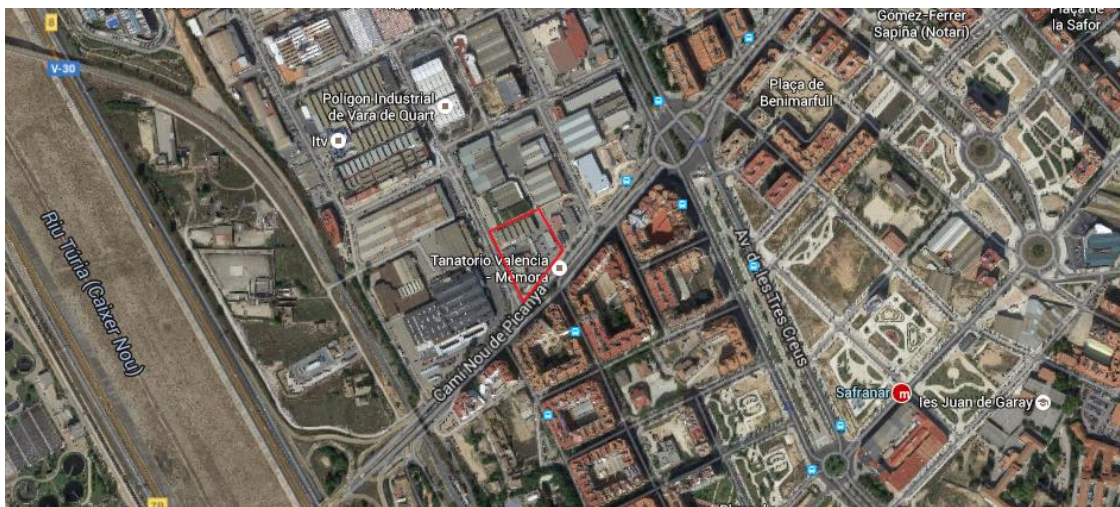 8
V-30
Gómez-Ferrer
Sapiña (Notari)
la Safor
Plaça de
Benimarfull
Polígon Industrial
de Vara de Quart
Itv
Riu Túria (Caixer Nou)
Tanatorio Valencia
- Mémora
Camí Nou de Picanya
Av. de les Tres Creus
Safranar
m
Ies Juan de Garay